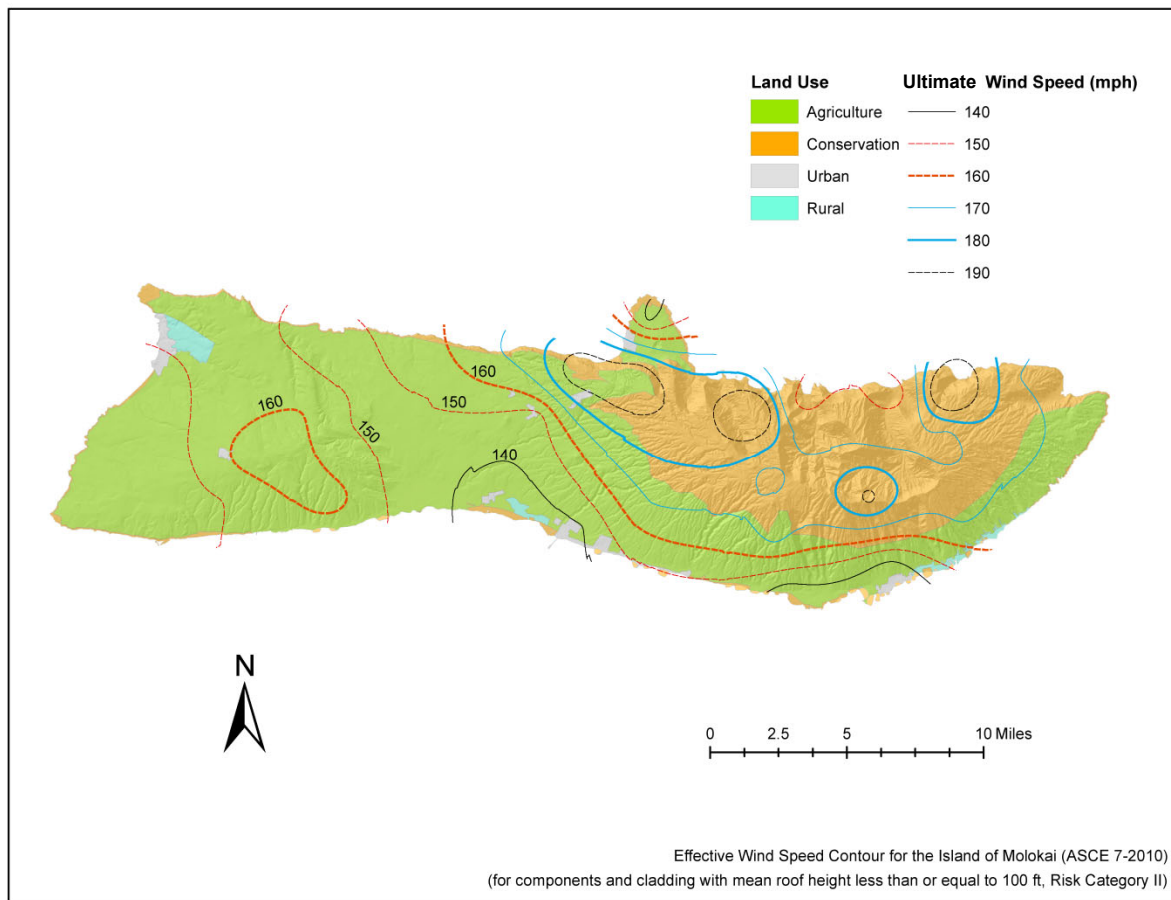 Land Use
Ultimate Wind Speed (mph)
Agriculture
Conservation
Urban
Rural
140
150
160
170
180
190
160
150
160
150
140
N
0 2.5 5 10 Miles
Effective Wind Speed Contour for the Island of Molokai (ASCE 7-2010)
(for components and cladding with mean roof height less than or equal to 100 ft, Risk Category II)